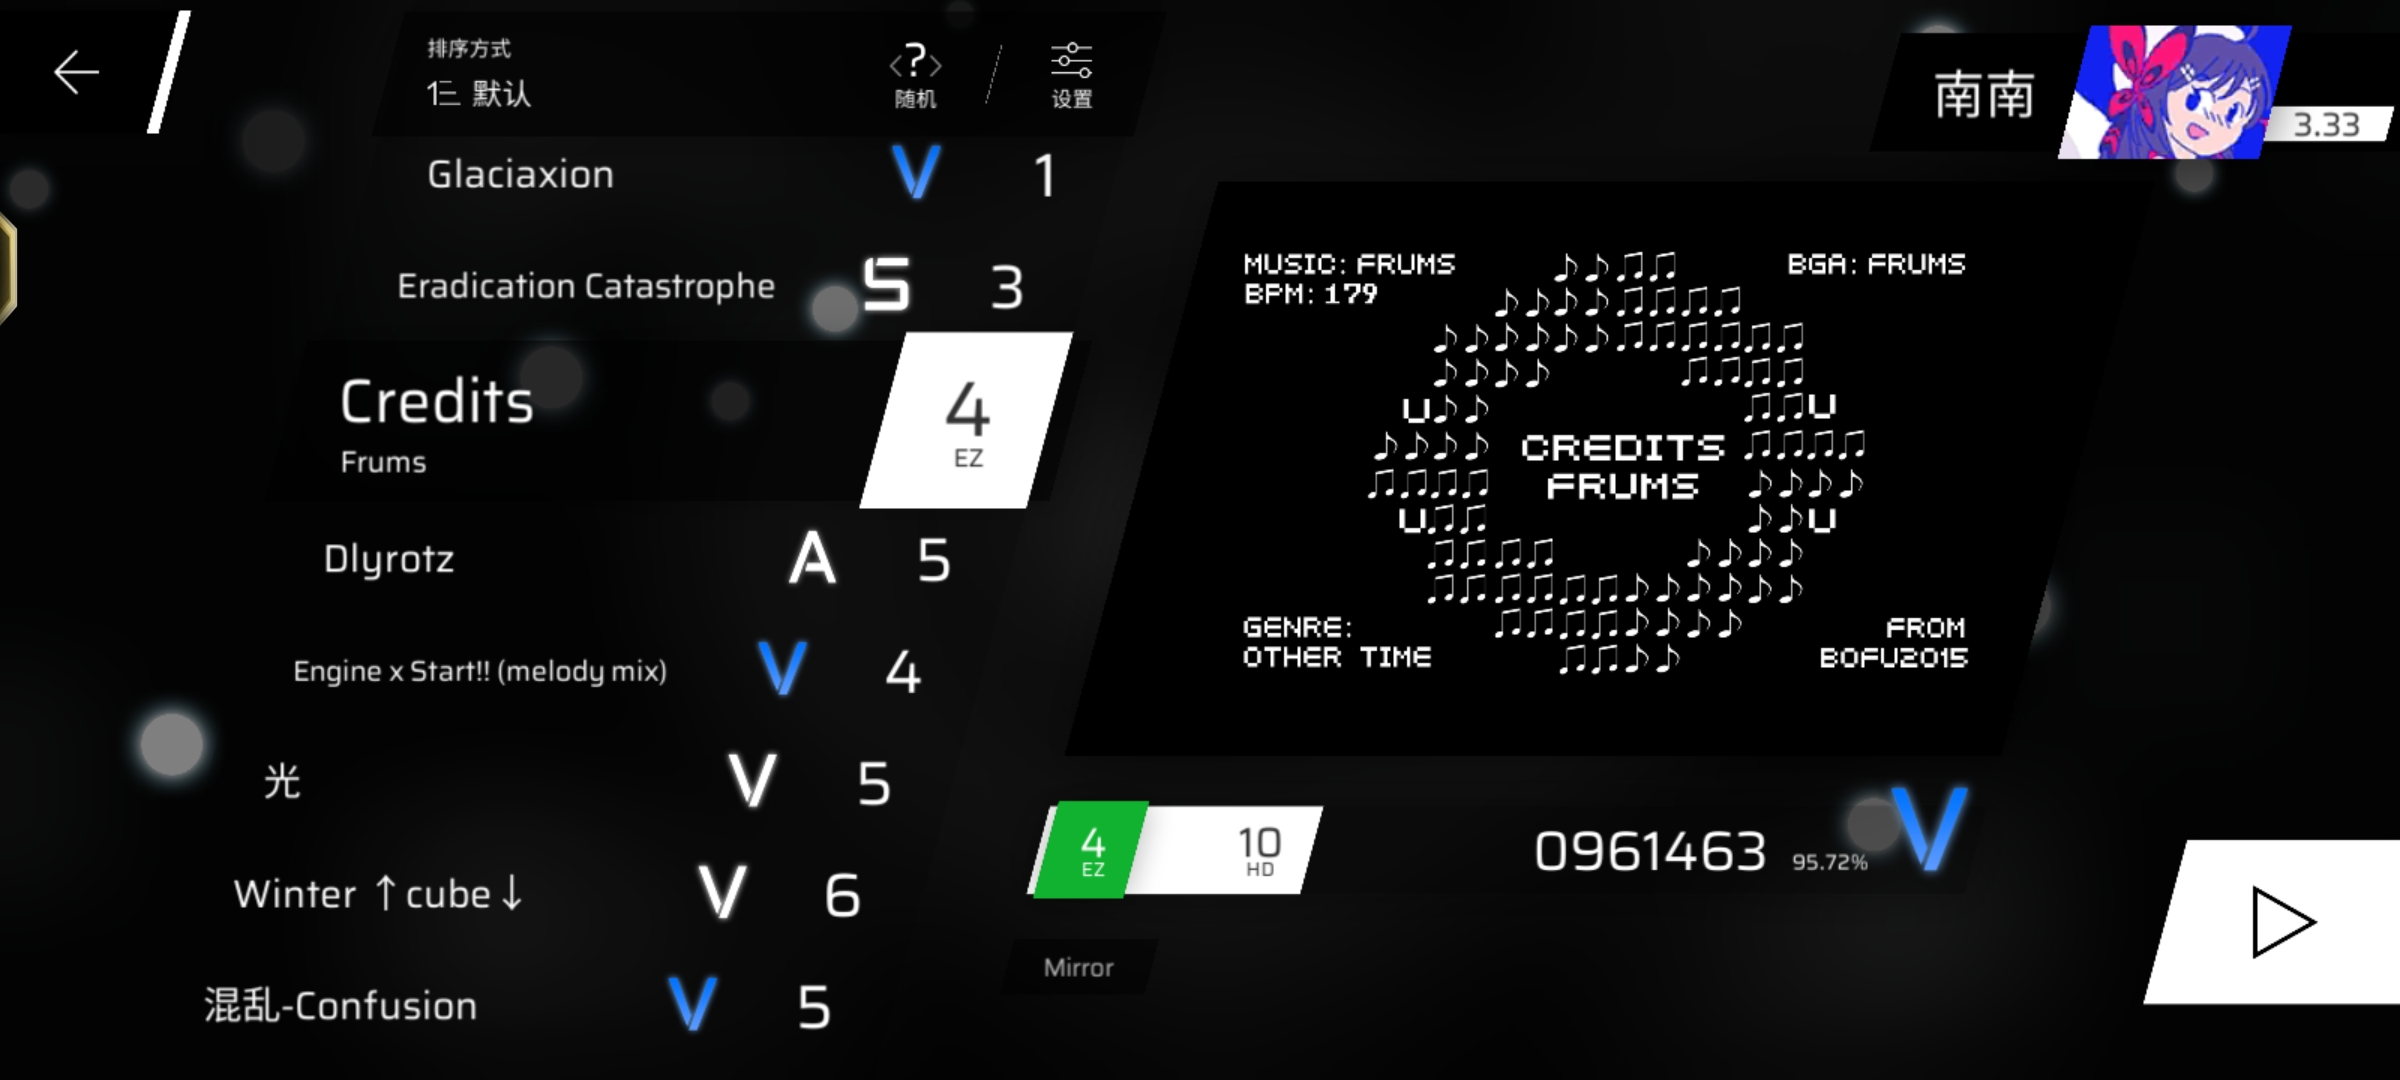 排序方式
默认
?
随机
设置
南南
3.33
Glaciaxion V 1
Eradication Catastrophe S 3
Credits
Frums
4
EZ
Dlyrotz A 5
Engine x Start!! (melody mix) V 4
光 V 5
Winter ↑cube↓ V 6
混乱-Confusion V 5
MUSIC: FRUMS
BPM: 179
BGA: FRUMS
U U
CREDITS
FRUMS
U U
GENRE:
OTHER TIME
FROM
BOFU2015
4
EZ
10
HD
0961463 95.72% V
Mirror